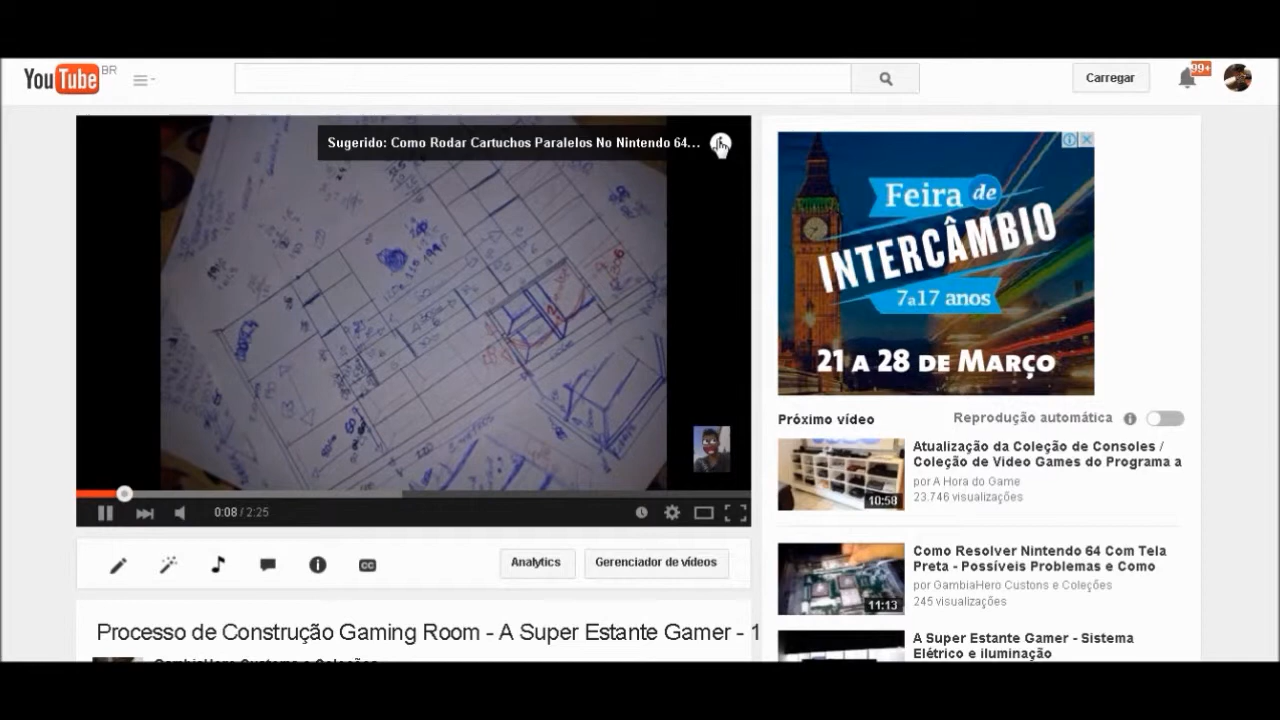 YouTube BR
Carregar
99+
Sugerido: Como Rodar Cartuchos Paralelos No Nintendo 64...
0:08 / 2:25
CC
Analytics
Gerenciador de vídeos
Processo de Construção Gaming Room - A Super Estante Gamer - 1
GambiaHero Customs e Coleções
Feira de
INTERCÂMBIO
7 a 17 anos
21 A 28 DE MARÇO
Próximo vídeo
Reprodução automática
Atualização da Coleção de Consoles /
Coleção de Video Games do Programa a
por A Hora do Game
23.746 visualizações
10:58
Como Resolver Nintendo 64 Com Tela
Preta - Possíveis Problemas e Como
por GambiaHero Custons e Coleções
245 visualizações
11:13
A Super Estante Gamer - Sistema
Elétrico e iluminação